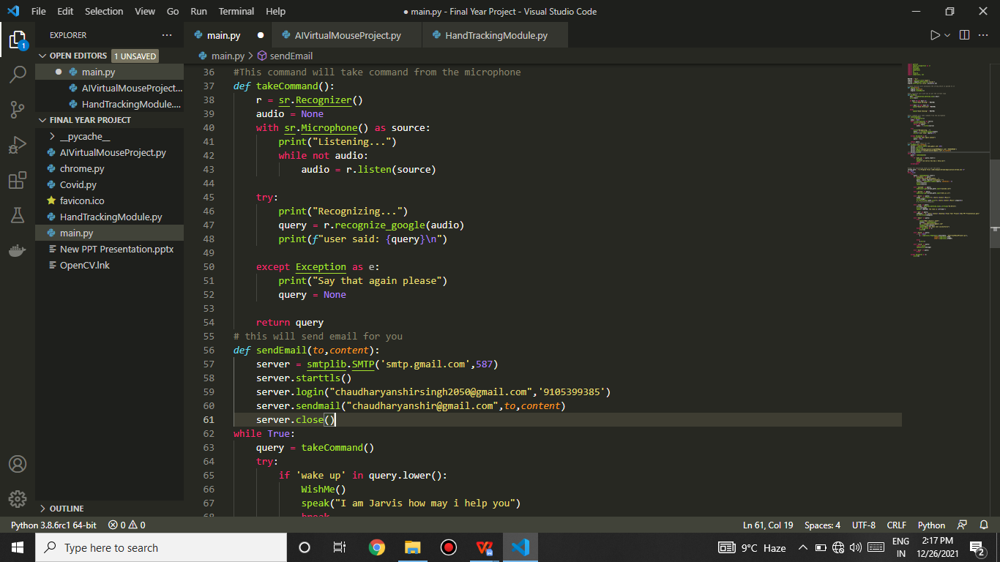 File Edit Selection View Go Run Terminal Help
● main.py - Final Year Project - Visual Studio Code
EXPLORER
OPEN EDITORS 1 UNSAVED
main.py
AIVirtualMouseProject...
HandTrackingModule....
FINAL YEAR PROJECT
__pycache__
AIVirtualMouseProject.py
chrome.py
Covid.py
favicon.ico
HandTrackingModule.py
main.py
New PPT Presentation.pptx
OpenCV.lnk
OUTLINE
1
main.py AIVirtualMouseProject.py HandTrackingModule.py
main.py > sendEmail
36 #This command will take command from the microphone
37 def takeCommand():
38 r = sr.Recognizer()
39 audio = None
40 with sr.Microphone() as source:
41 print("Listening...")
42 while not audio:
43 audio = r.listen(source)
44
45 try:
46 print("Recognizing...")
47 query = r.recognize_google(audio)
48 print(f"user said: {query}\n")
49
50 except Exception as e:
51 print("Say that again please")
52 query = None
53
54 return query
55 # this will send email for you
56 def sendEmail(to,content):
57 server = smtplib.SMTP('smtp.gmail.com',587)
58 server.starttls()
59 server.login("chaudharyanshirsingh2050@gmail.com",'9105399385')
60 server.sendmail("chaudharyanshir@gmail.com",to,content)
61 server.close()
62 while True:
63 query = takeCommand()
64 try:
65 if 'wake up' in query.lower():
66 WishMe()
67 speak("I am Jarvis how may i help you")
68 break
Python 3.8.6rc1 64-bit 0 0
Ln 61, Col 19 Spaces: 4 UTF-8 CRLF Python
Type here to search
9°C Haze
ENG
IN
2:17 PM
12/26/2021
2